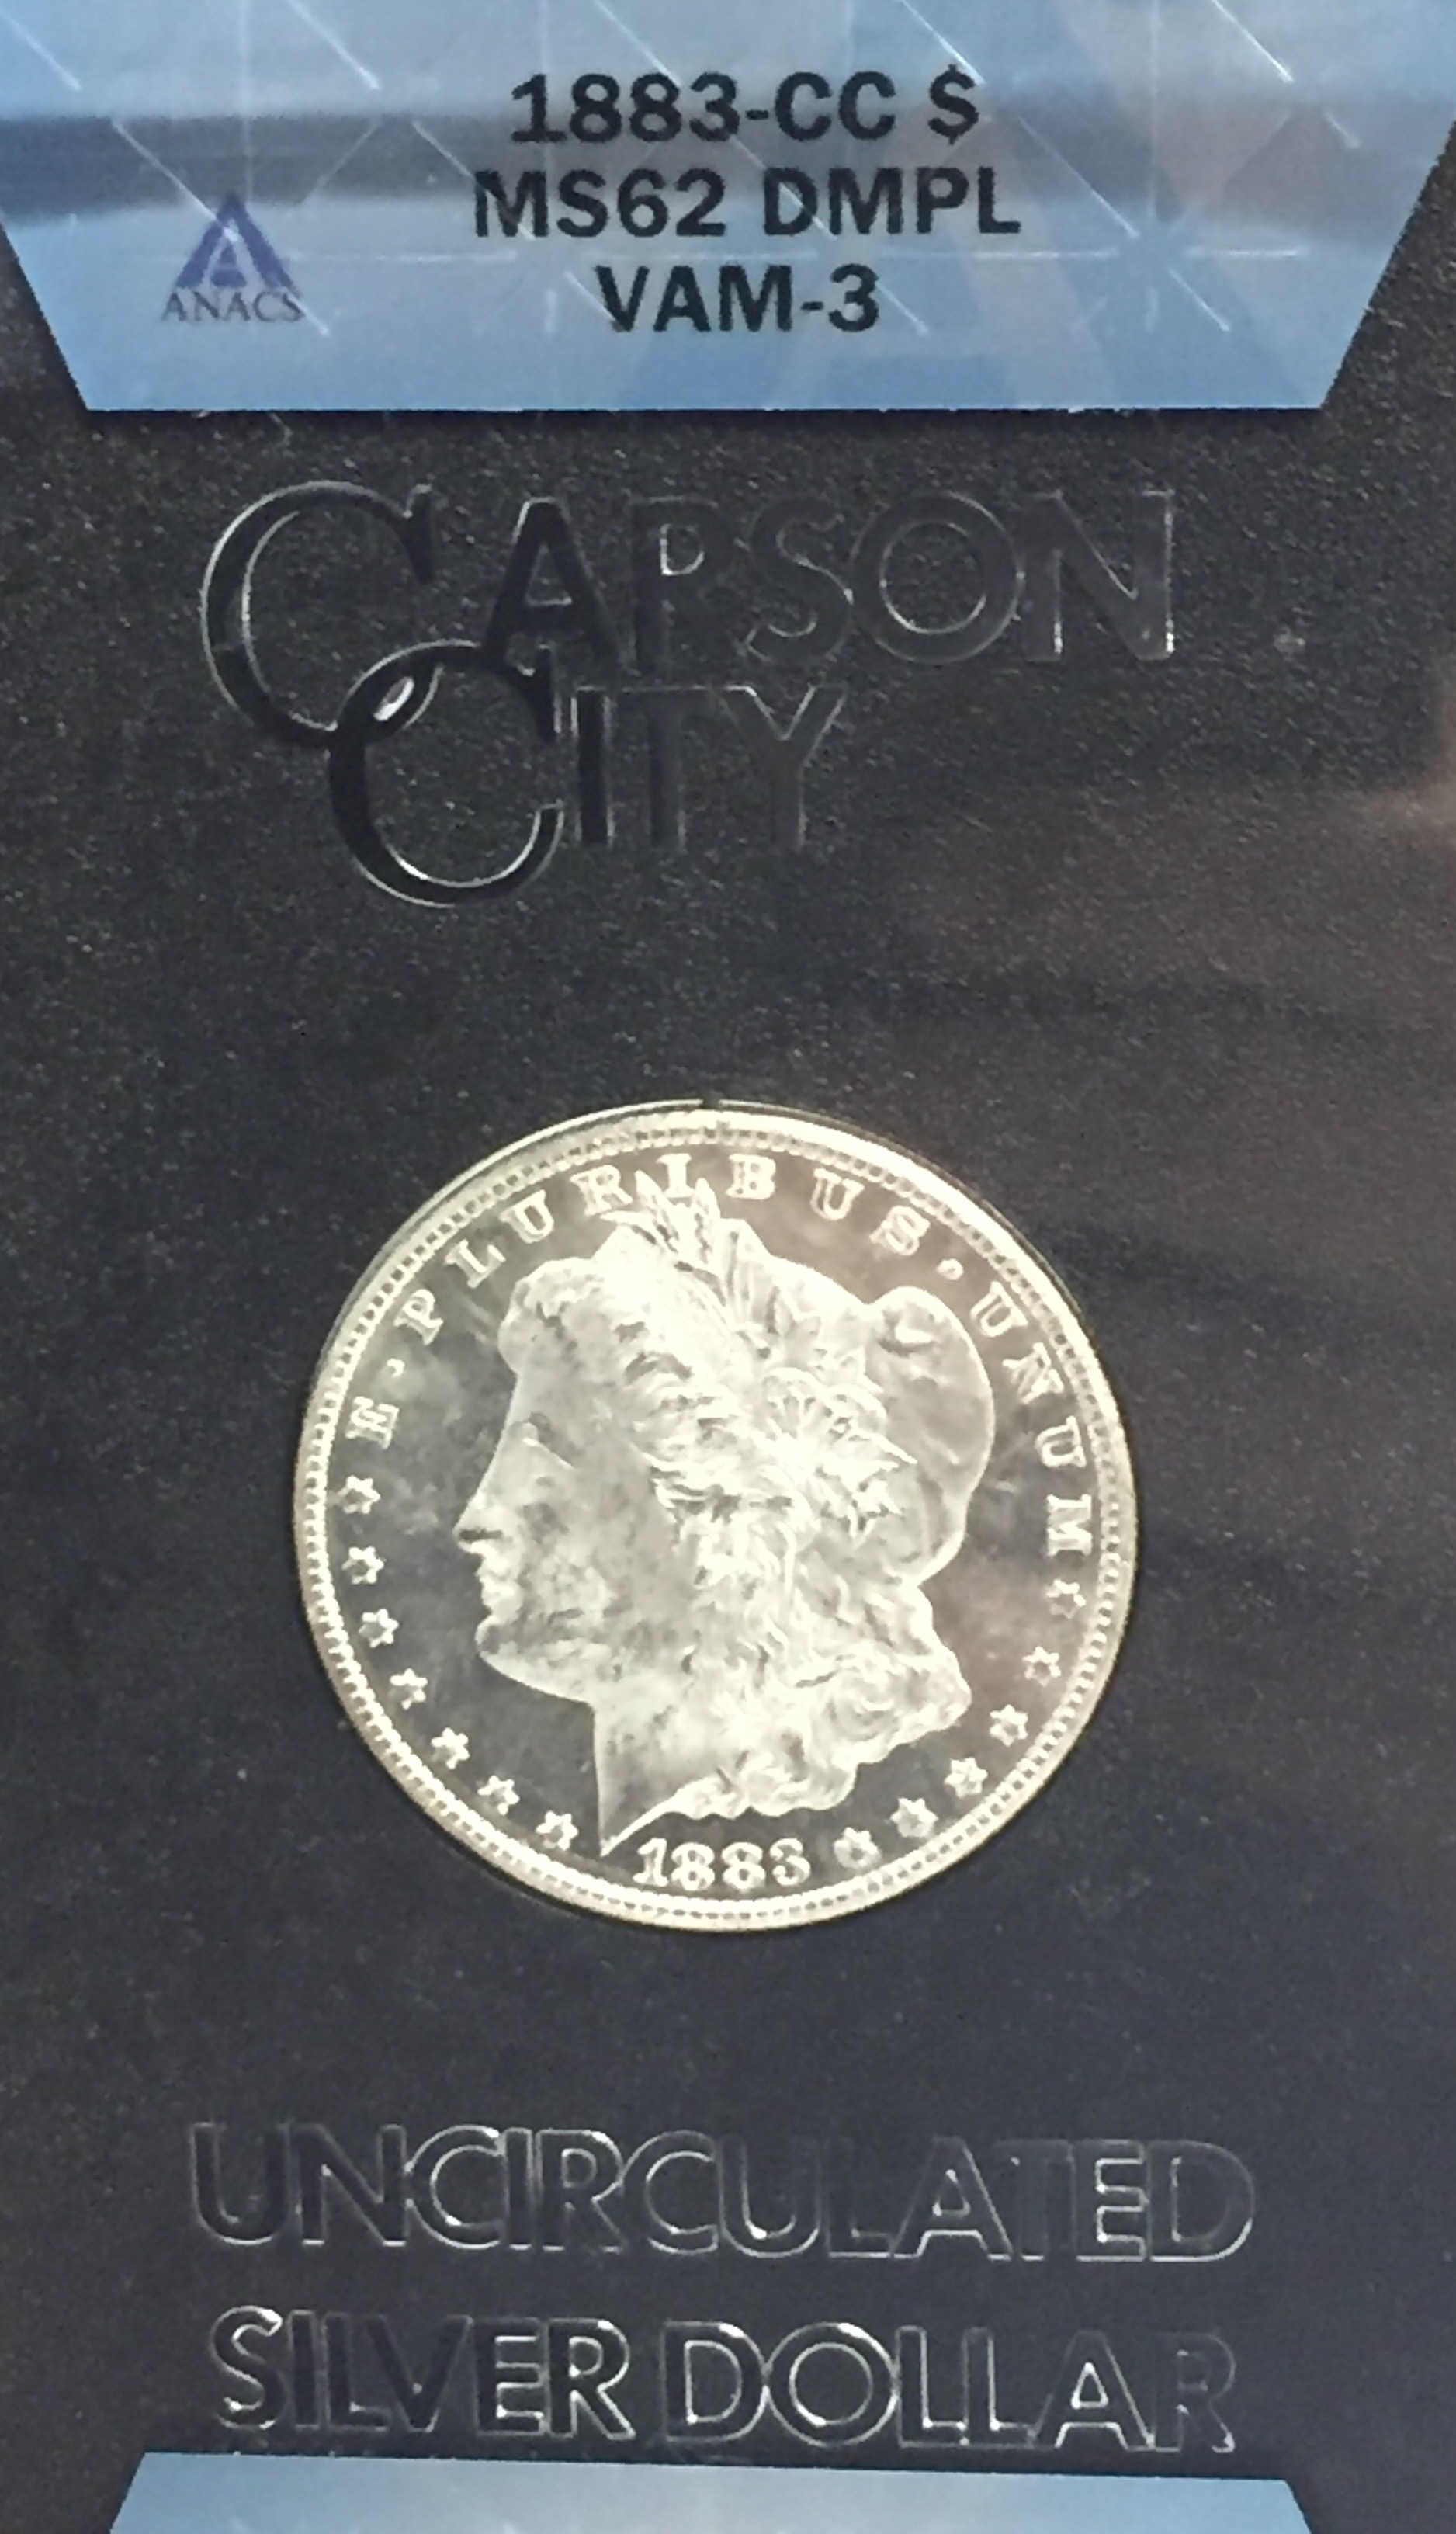 1883-CC $
MS62 DMPL
VAM-3
ANACS
CARSON
CITY
E · PLURIBUS · UNUM
1883
UNCIRCULATED
SILVER DOLLAR